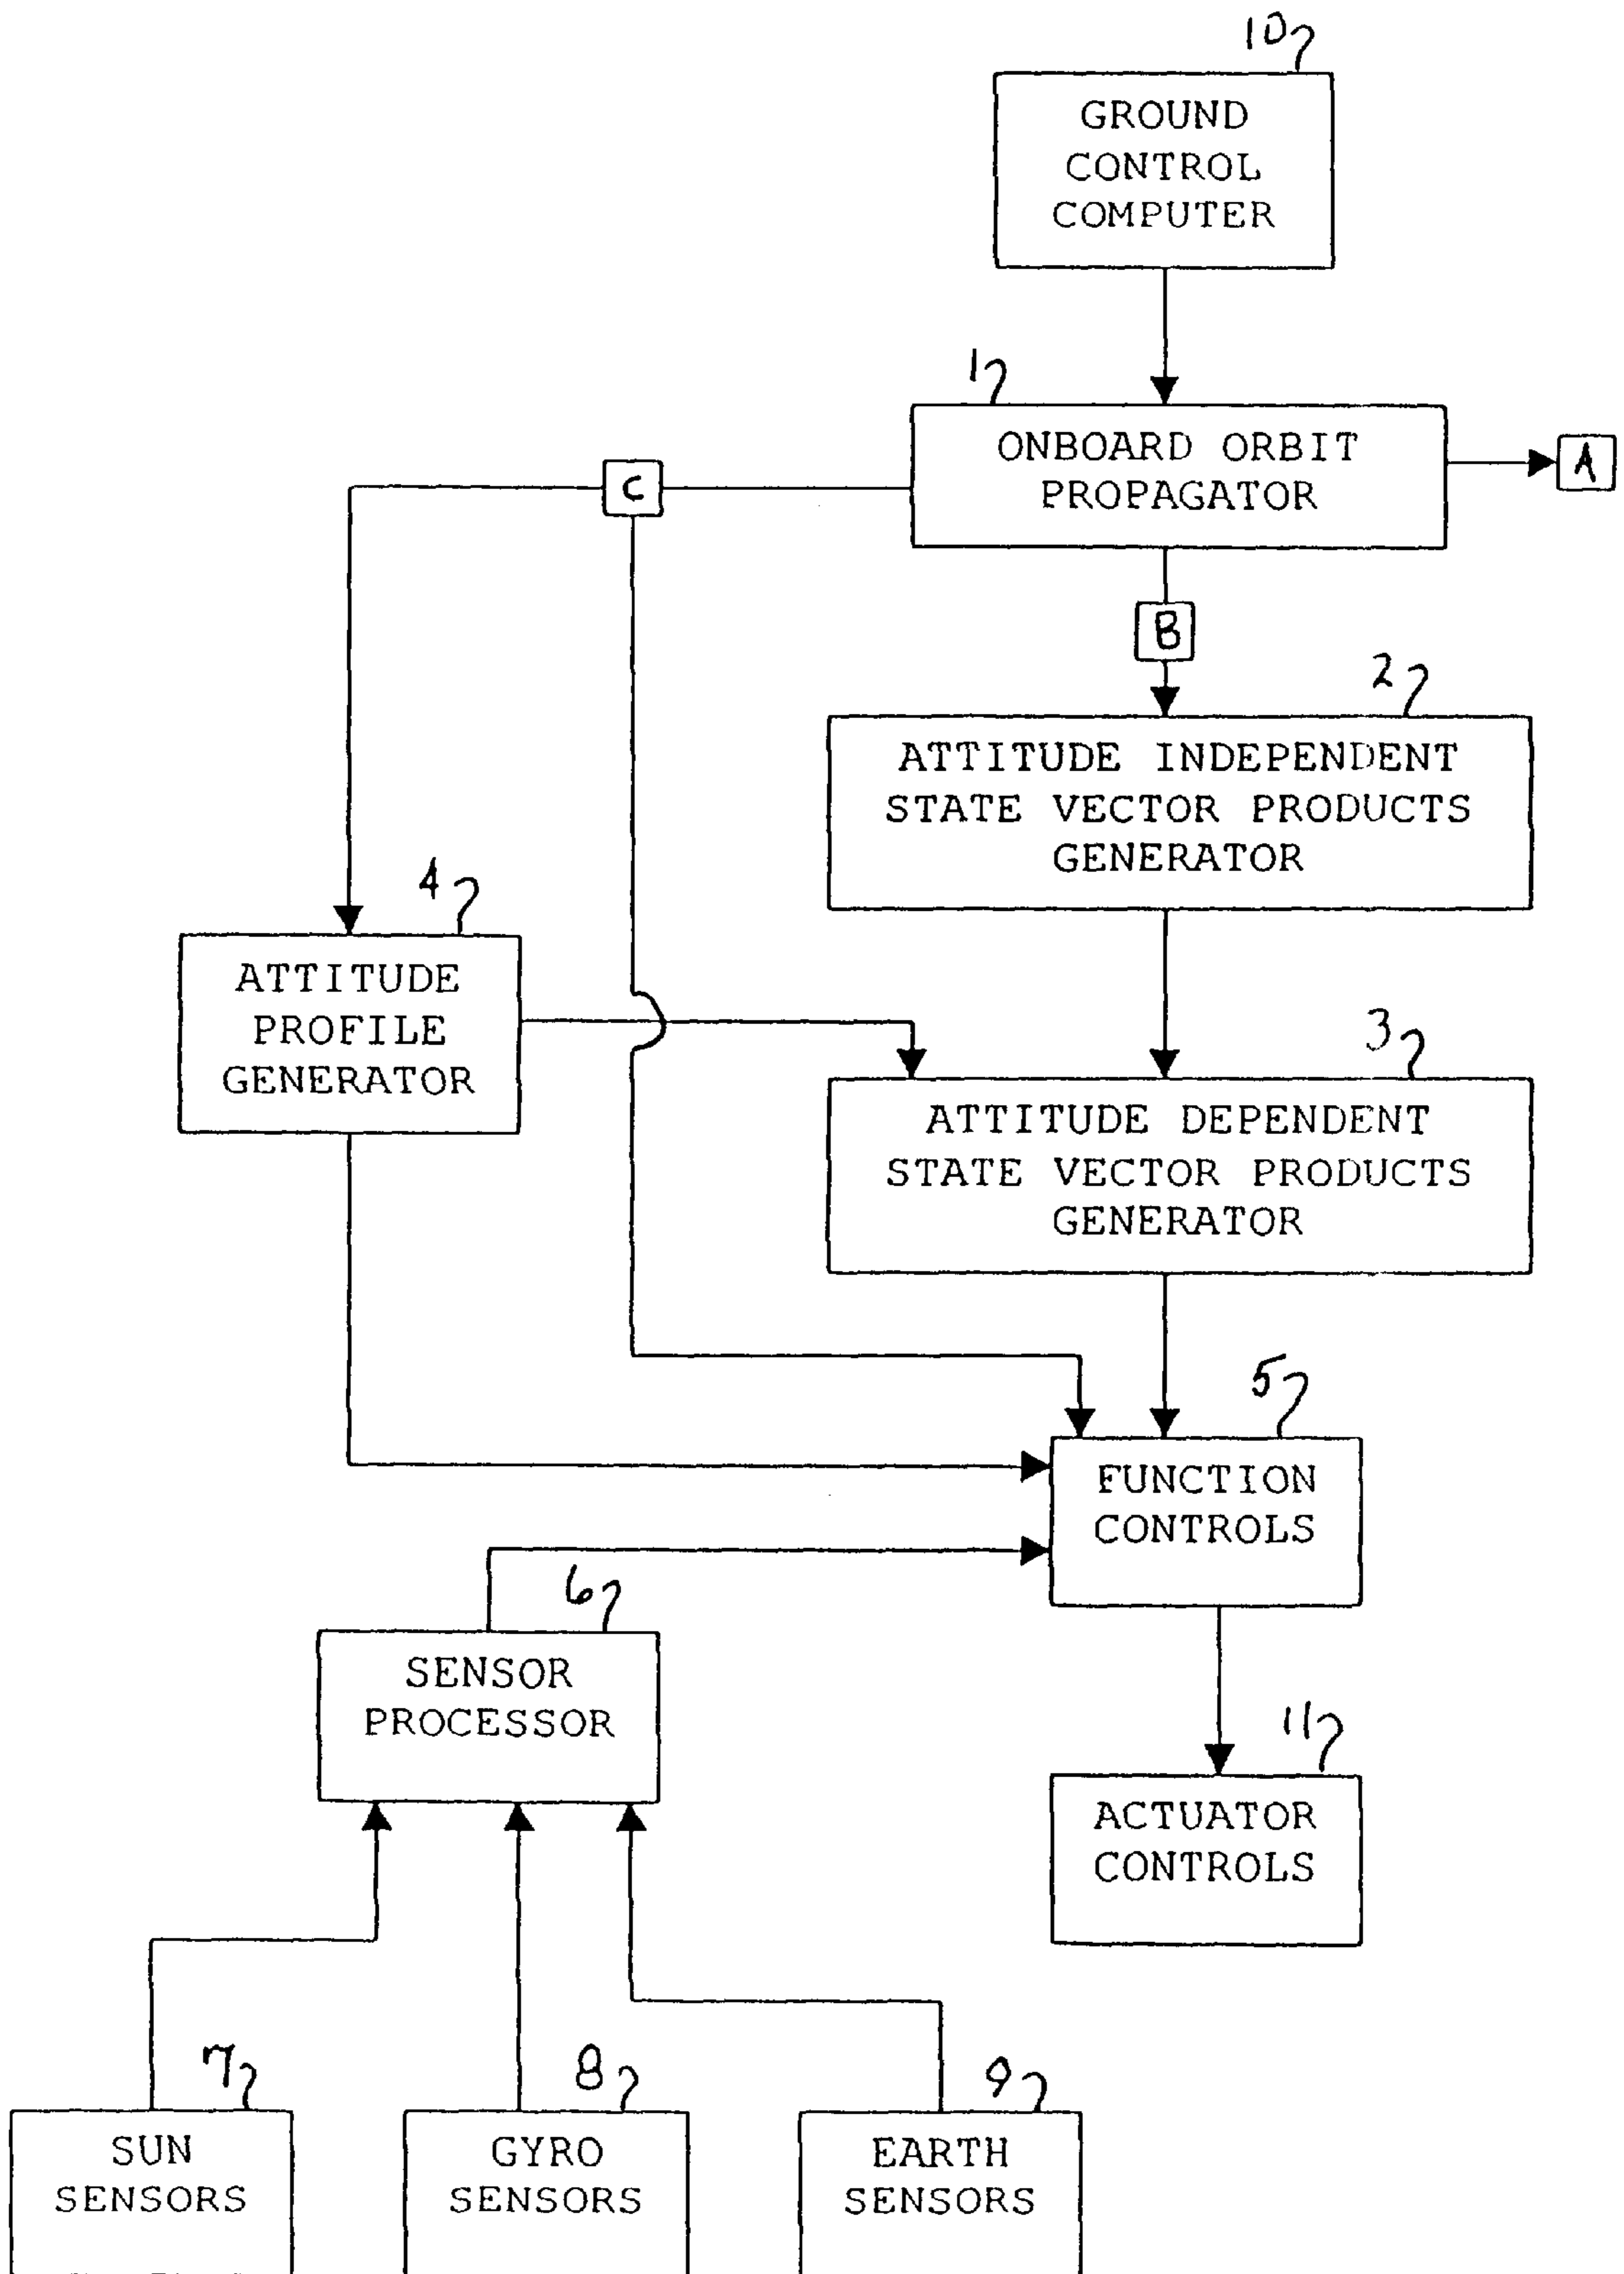 10
GROUND
CONTROL
COMPUTER
1
ONBOARD ORBIT
PROPAGATOR
A
C
B
2
ATTITUDE INDEPENDENT
STATE VECTOR PRODUCTS
GENERATOR
4
ATTITUDE
PROFILE
GENERATOR
3
ATTITUDE DEPENDENT
STATE VECTOR PRODUCTS
GENERATOR
5
FUNCTION
CONTROLS
6
SENSOR
PROCESSOR
11
ACTUATOR
CONTROLS
7
SUN
SENSORS
8
GYRO
SENSORS
9
EARTH
SENSORS